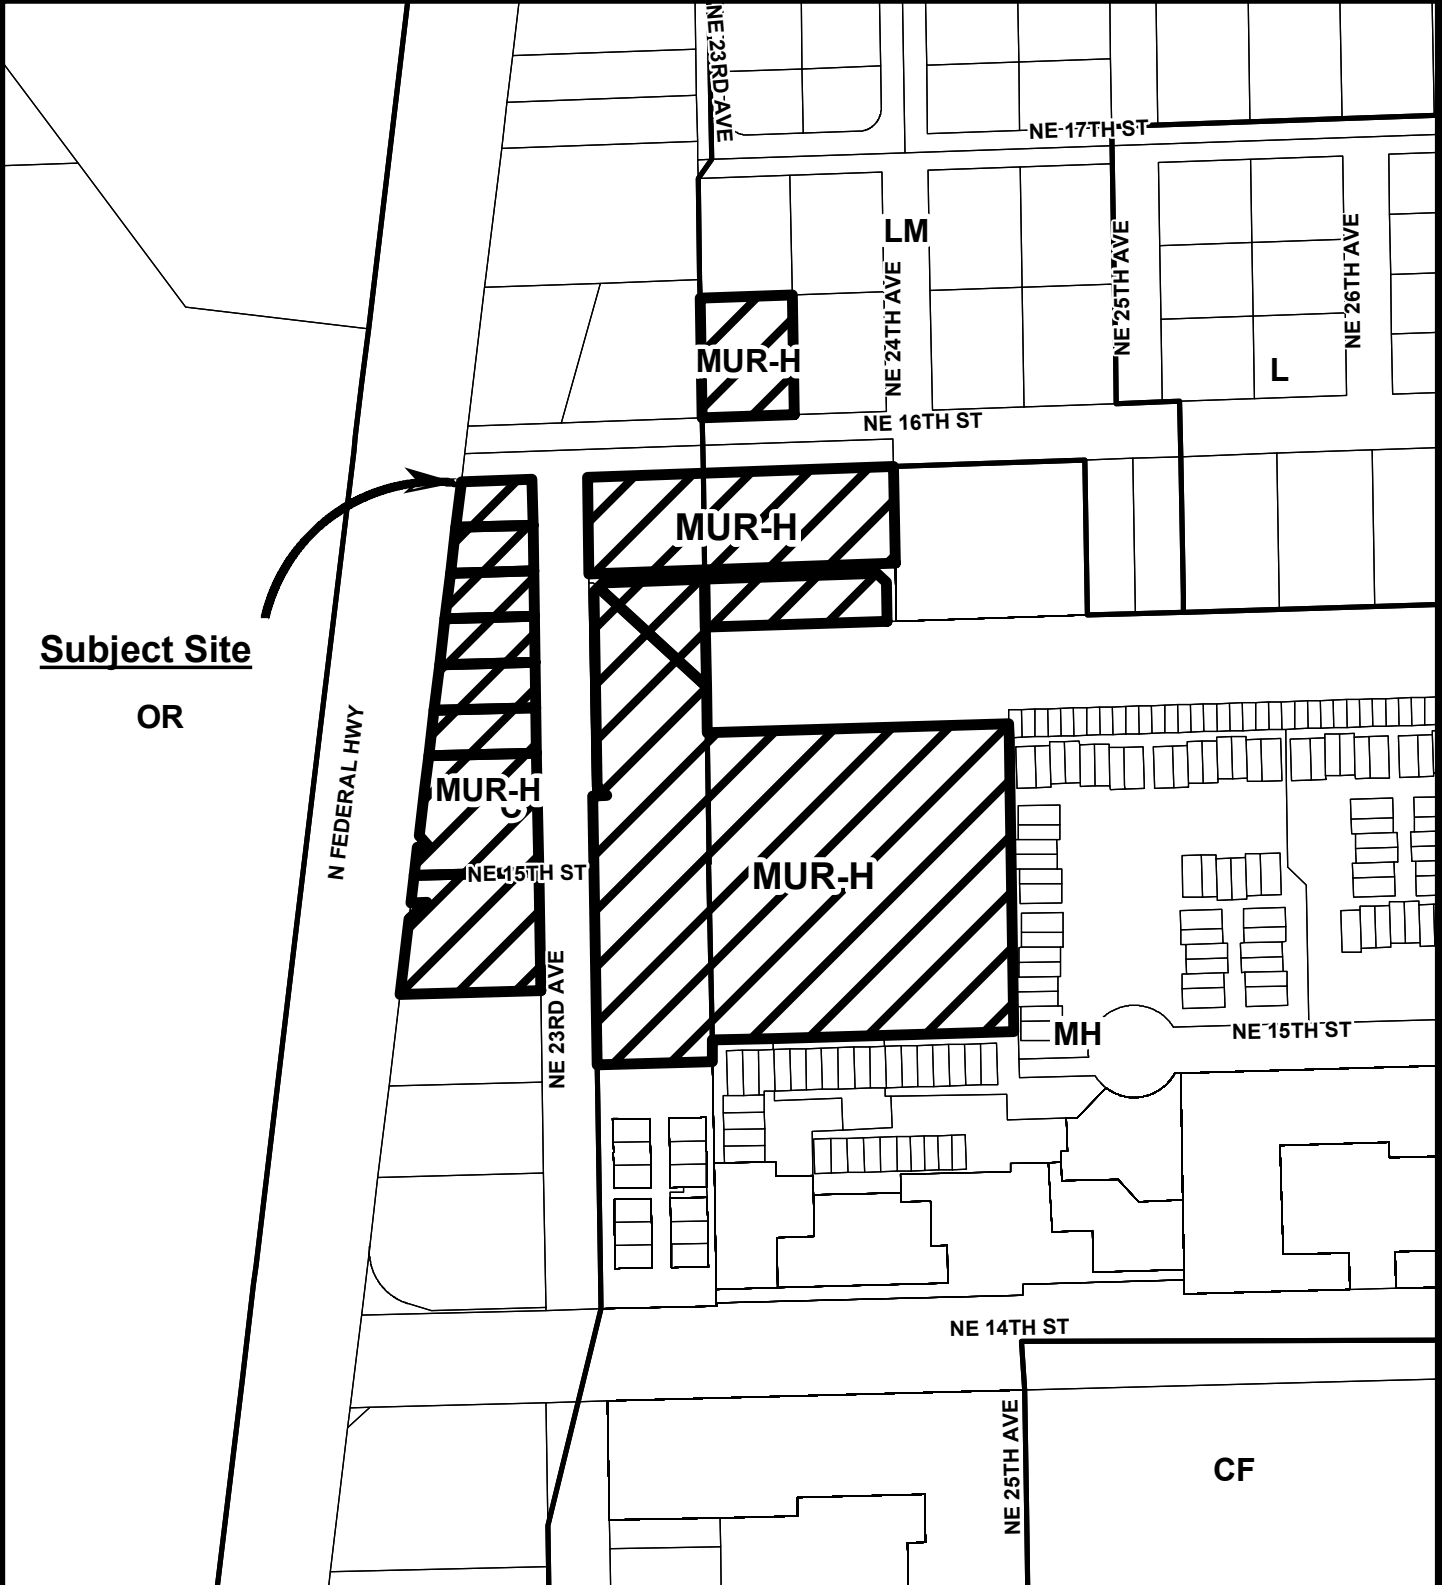 NE 23RD AVE
NE 17TH ST
LM
NE 24TH AVE
NE 25TH AVE
NE 26TH AVE
MUR-H
L
NE 16TH ST
MUR-H
Subject Site
OR
N FEDERAL HWY
MUR-H
C
NE 15TH ST
MUR-H
NE 23RD AVE
MH
NE 15TH ST
NE 14TH ST
NE 25TH AVE
CF